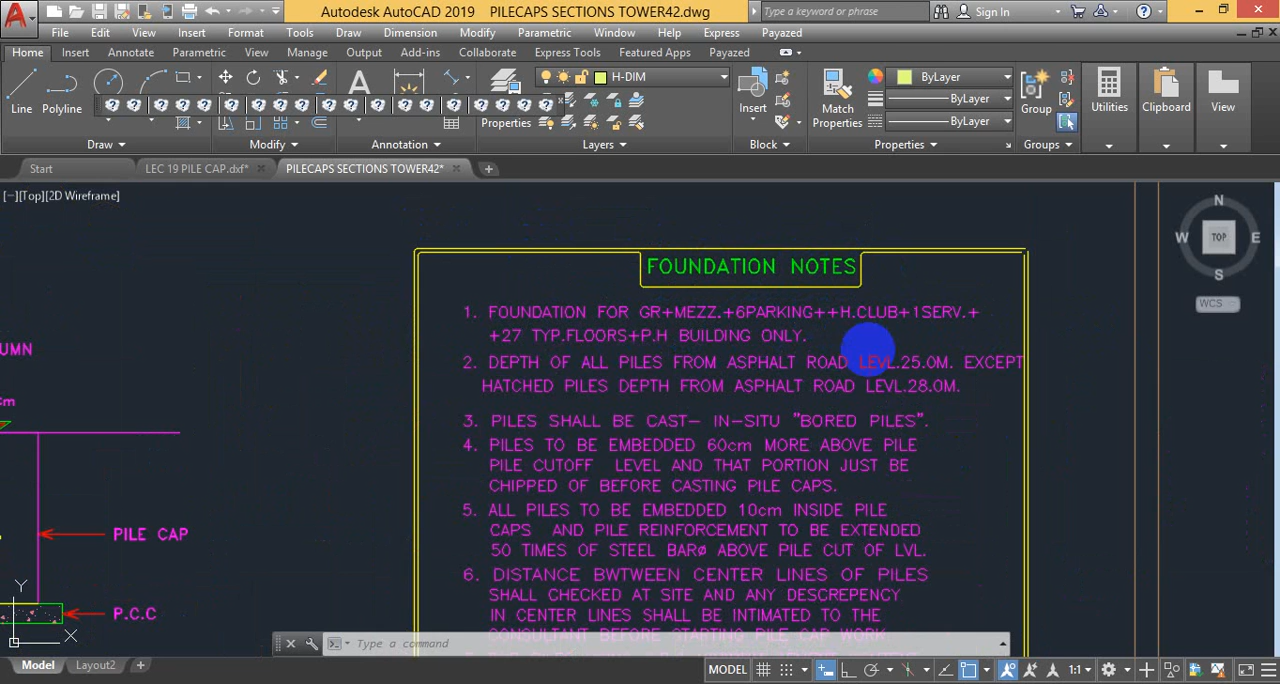 Autodesk AutoCAD 2019 PILECAPS SECTIONS TOWER42.dwg
Type a keyword or phrase
Sign In
File Edit View Insert Format Tools Draw Dimension Modify Parametric Window Help Express Payazed
Home Insert Annotate Parametric View Manage Output Add-ins Collaborate Express Tools Featured Apps Payazed
H-DIM
ByLayer
ByLayer
ByLayer
Line Polyline
Properties
Insert
Match
Properties
Group
Utilities
Clipboard
View
Draw Modify Annotation Layers Block Properties Groups
Start LEC 19 PILE CAP.dxf* PILECAPS SECTIONS TOWER42*
[−][Top][2D Wireframe]
N
W TOP E
S
WCS
FOUNDATION NOTES
1. FOUNDATION FOR GR+MEZZ.+6PARKING++H.CLUB+1SERV.+
+27 TYP.FLOORS+P.H BUILDING ONLY.
2. DEPTH OF ALL PILES FROM ASPHALT ROAD LEVL.25.0M. EXCEPT
HATCHED PILES DEPTH FROM ASPHALT ROAD LEVL.28.0M.
3. PILES SHALL BE CAST− IN−SITU "BORED PILES".
4. PILES TO BE EMBEDDED 60cm MORE ABOVE PILE
PILE CUTOFF LEVEL AND THAT PORTION JUST BE
CHIPPED OF BEFORE CASTING PILE CAPS.
5. ALL PILES TO BE EMBEDDED 10cm INSIDE PILE
CAPS AND PILE REINFORCEMENT TO BE EXTENDED
50 TIMES OF STEEL BARø ABOVE PILE CUT OF LVL.
6. DISTANCE BWTWEEN CENTER LINES OF PILES
SHALL CHECKED AT SITE AND ANY DESCREPENCY
IN CENTER LINES SHALL BE INTIMATED TO THE
CONSULTANT BEFORE STARTING PILE CAP WORK
UMN
cm
PILE CAP
P.C.C
Y
X
Type a command
Model Layout2
MODEL
1:1